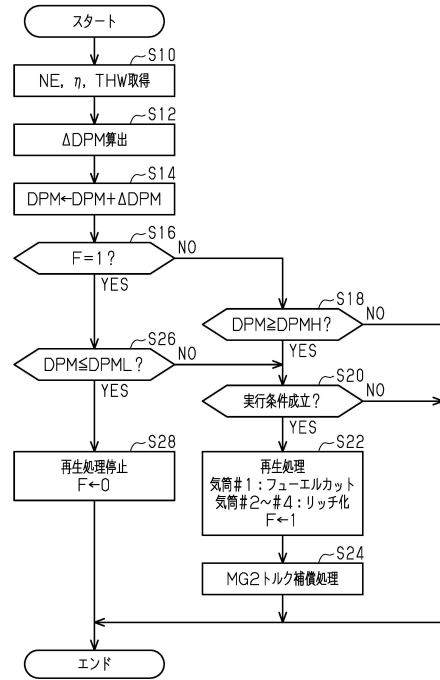 スタート
S10
NE, η, THW取得
S12
ΔDPM算出
S14
DPM←DPM+ΔDPM
S16
F=1?
NO
YES
S18
DPM≧DPMH?
NO
YES
S26
DPM≦DPML?
NO
YES
S20
実行条件成立?
NO
YES
S28
再生処理停止
F←0
S22
再生処理
気筒#1:フューエルカット
気筒#2~#4:リッチ化
F←1
S24
MG2トルク補償処理
エンド